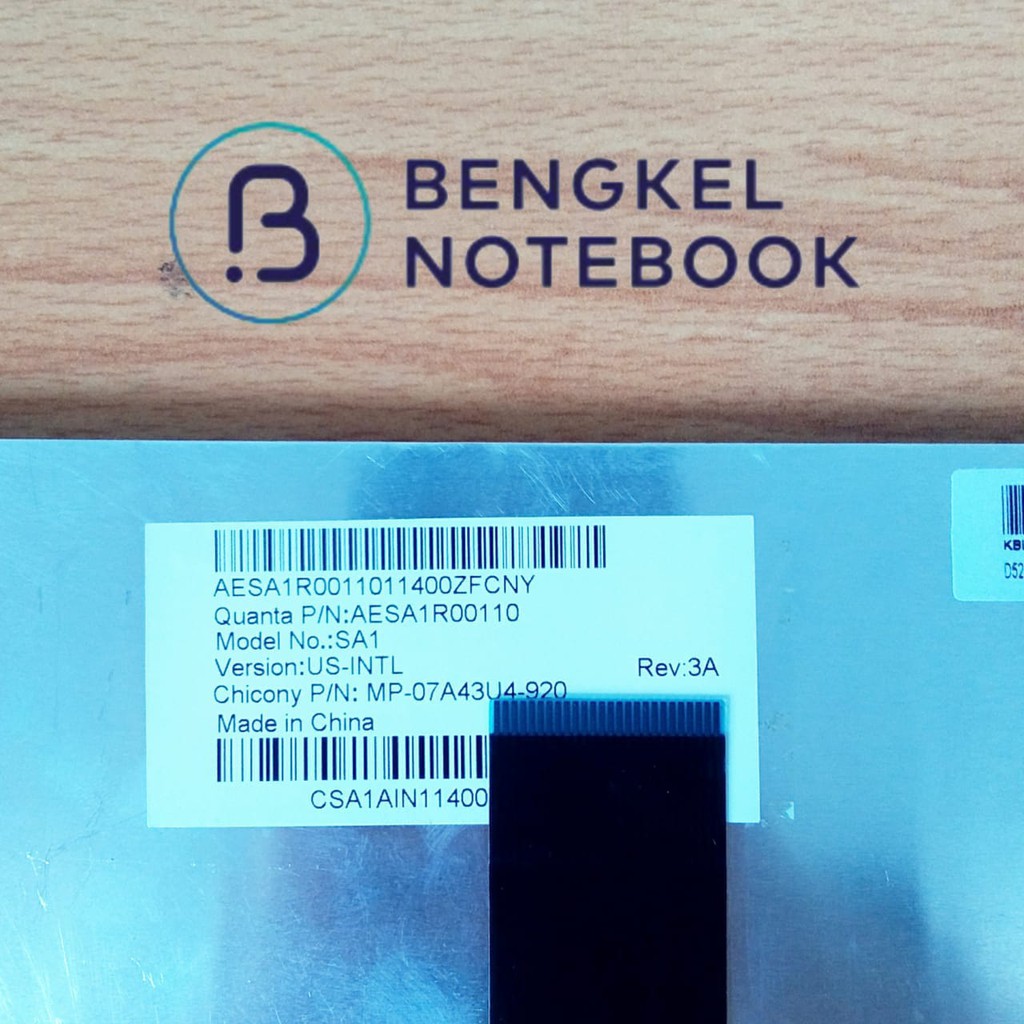 BENGKEL
NOTEBOOK
AESA1R0011011400ZFCNY
Quanta P/N:AESA1R00110
Model No.:SA1
Version:US-INTL
Rev:3A
Chicony P/N: MP-07A43U4-920
Made in China
CSA1AIN11400